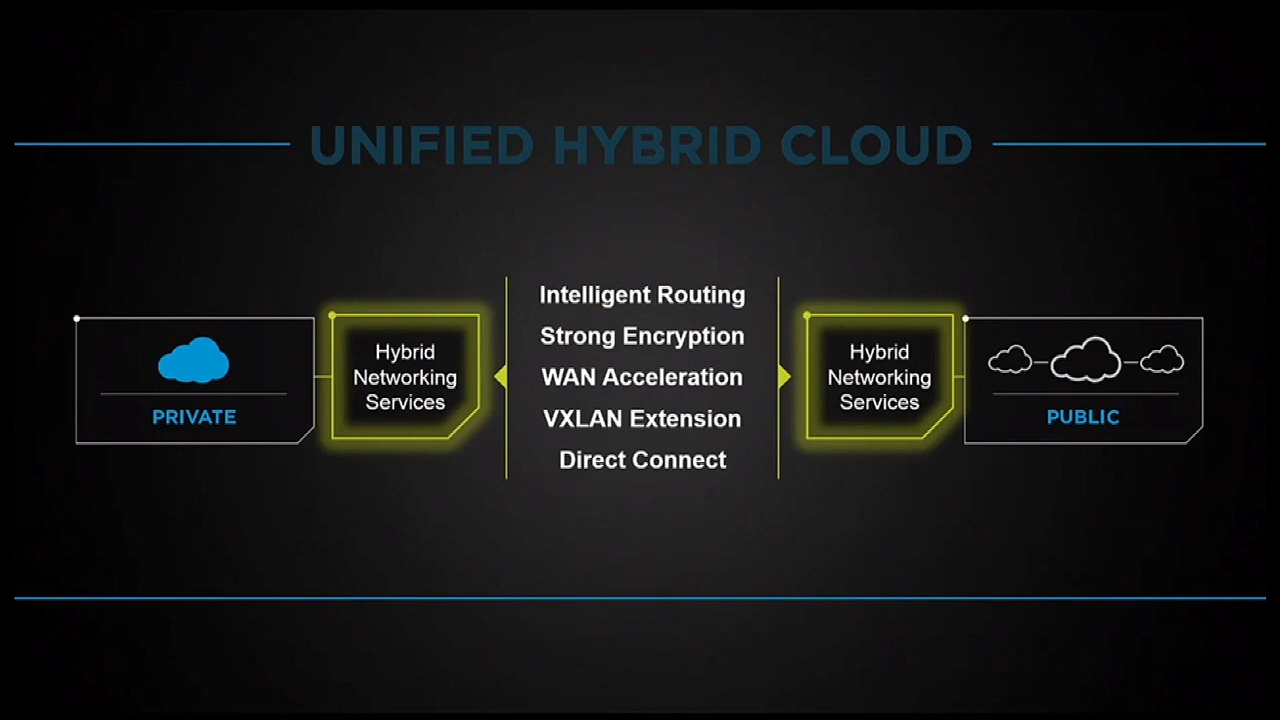 UNIFIED HYBRID CLOUD
PRIVATE
Hybrid
Networking
Services
Intelligent Routing
Strong Encryption
WAN Acceleration
VXLAN Extension
Direct Connect
Hybrid
Networking
Services
PUBLIC